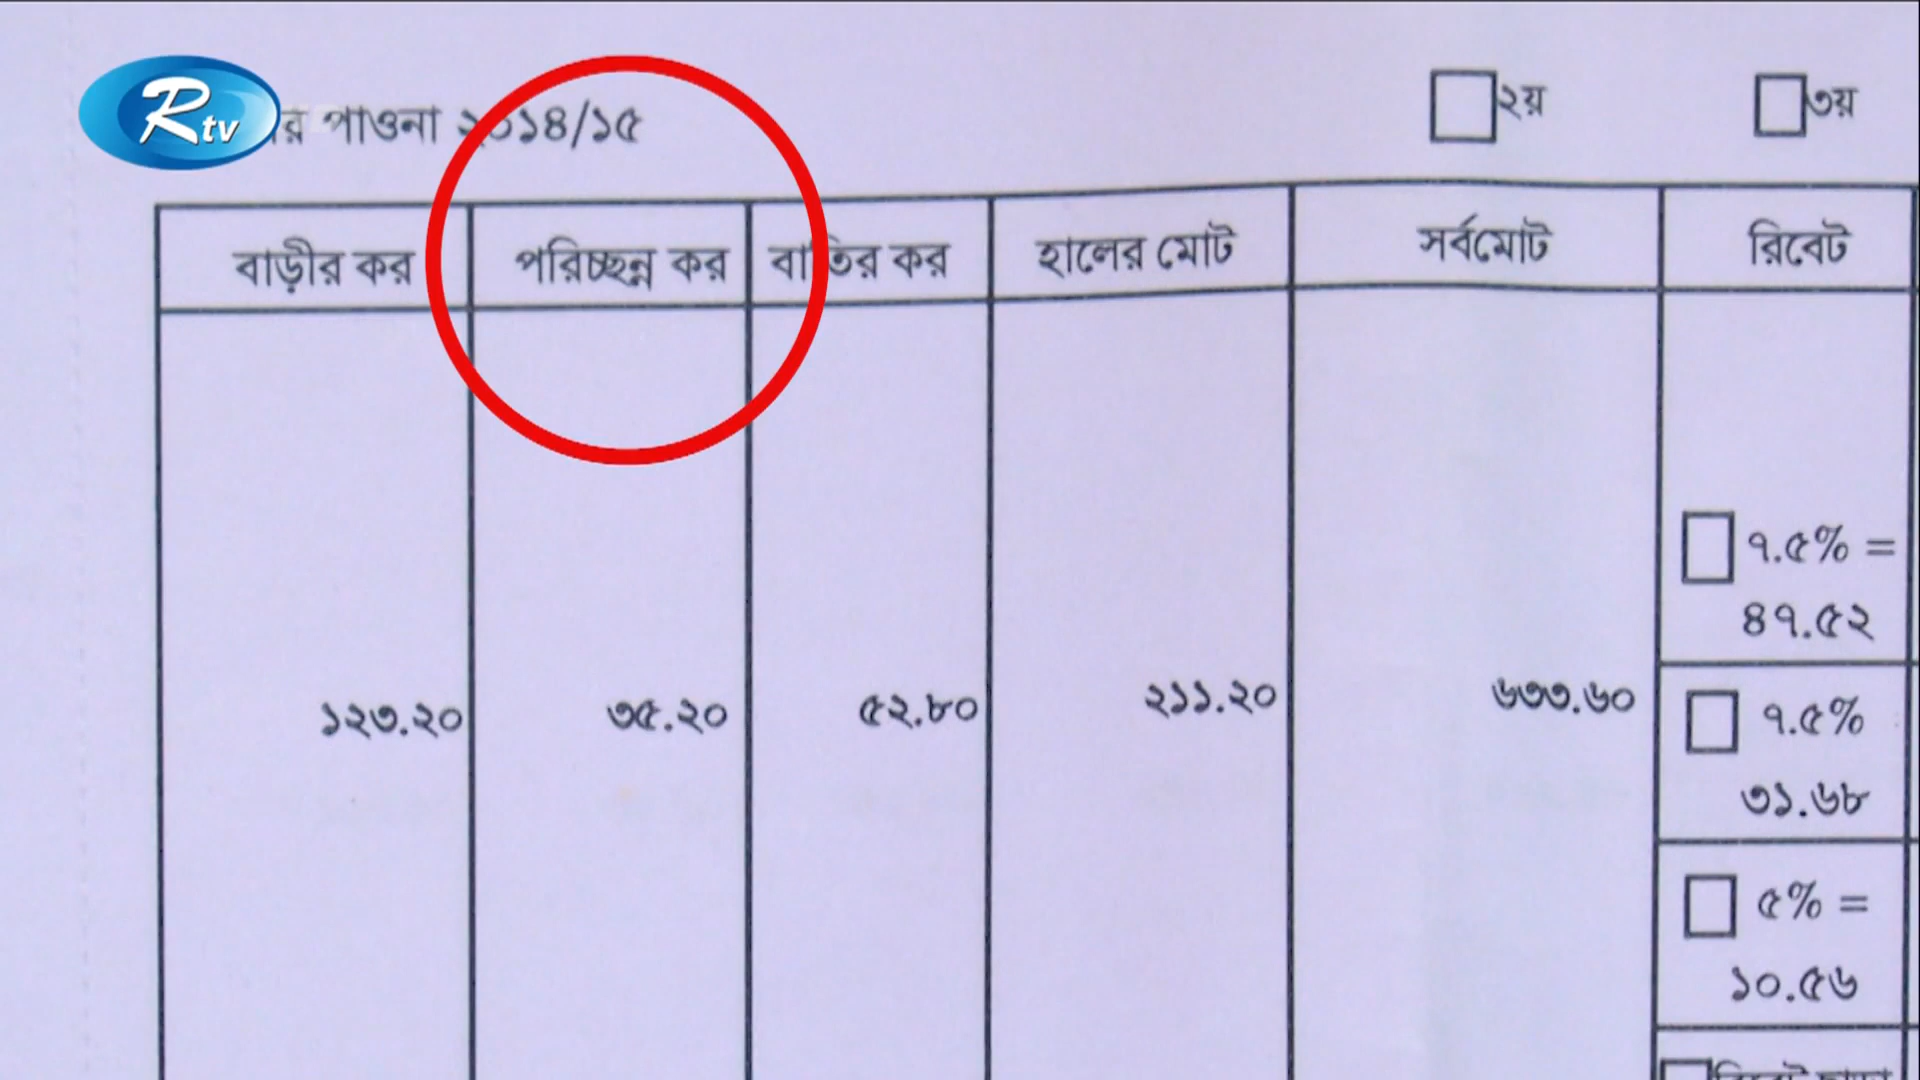 Rtv
র পাওনা ২০১৪/১৫
২য়
৩য়
বাড়ীর কর
পরিচ্ছন্ন কর
বাতির কর
হালের মোট
সর্বমোট
রিবেট
৭.৫% =
৪৭.৫২
১২৩.২০
৩৫.২০
৫২.৮০
২১১.২০
৬৩৩.৬০
৭.৫%
৩১.৬৮
৫% =
১০.৫৬